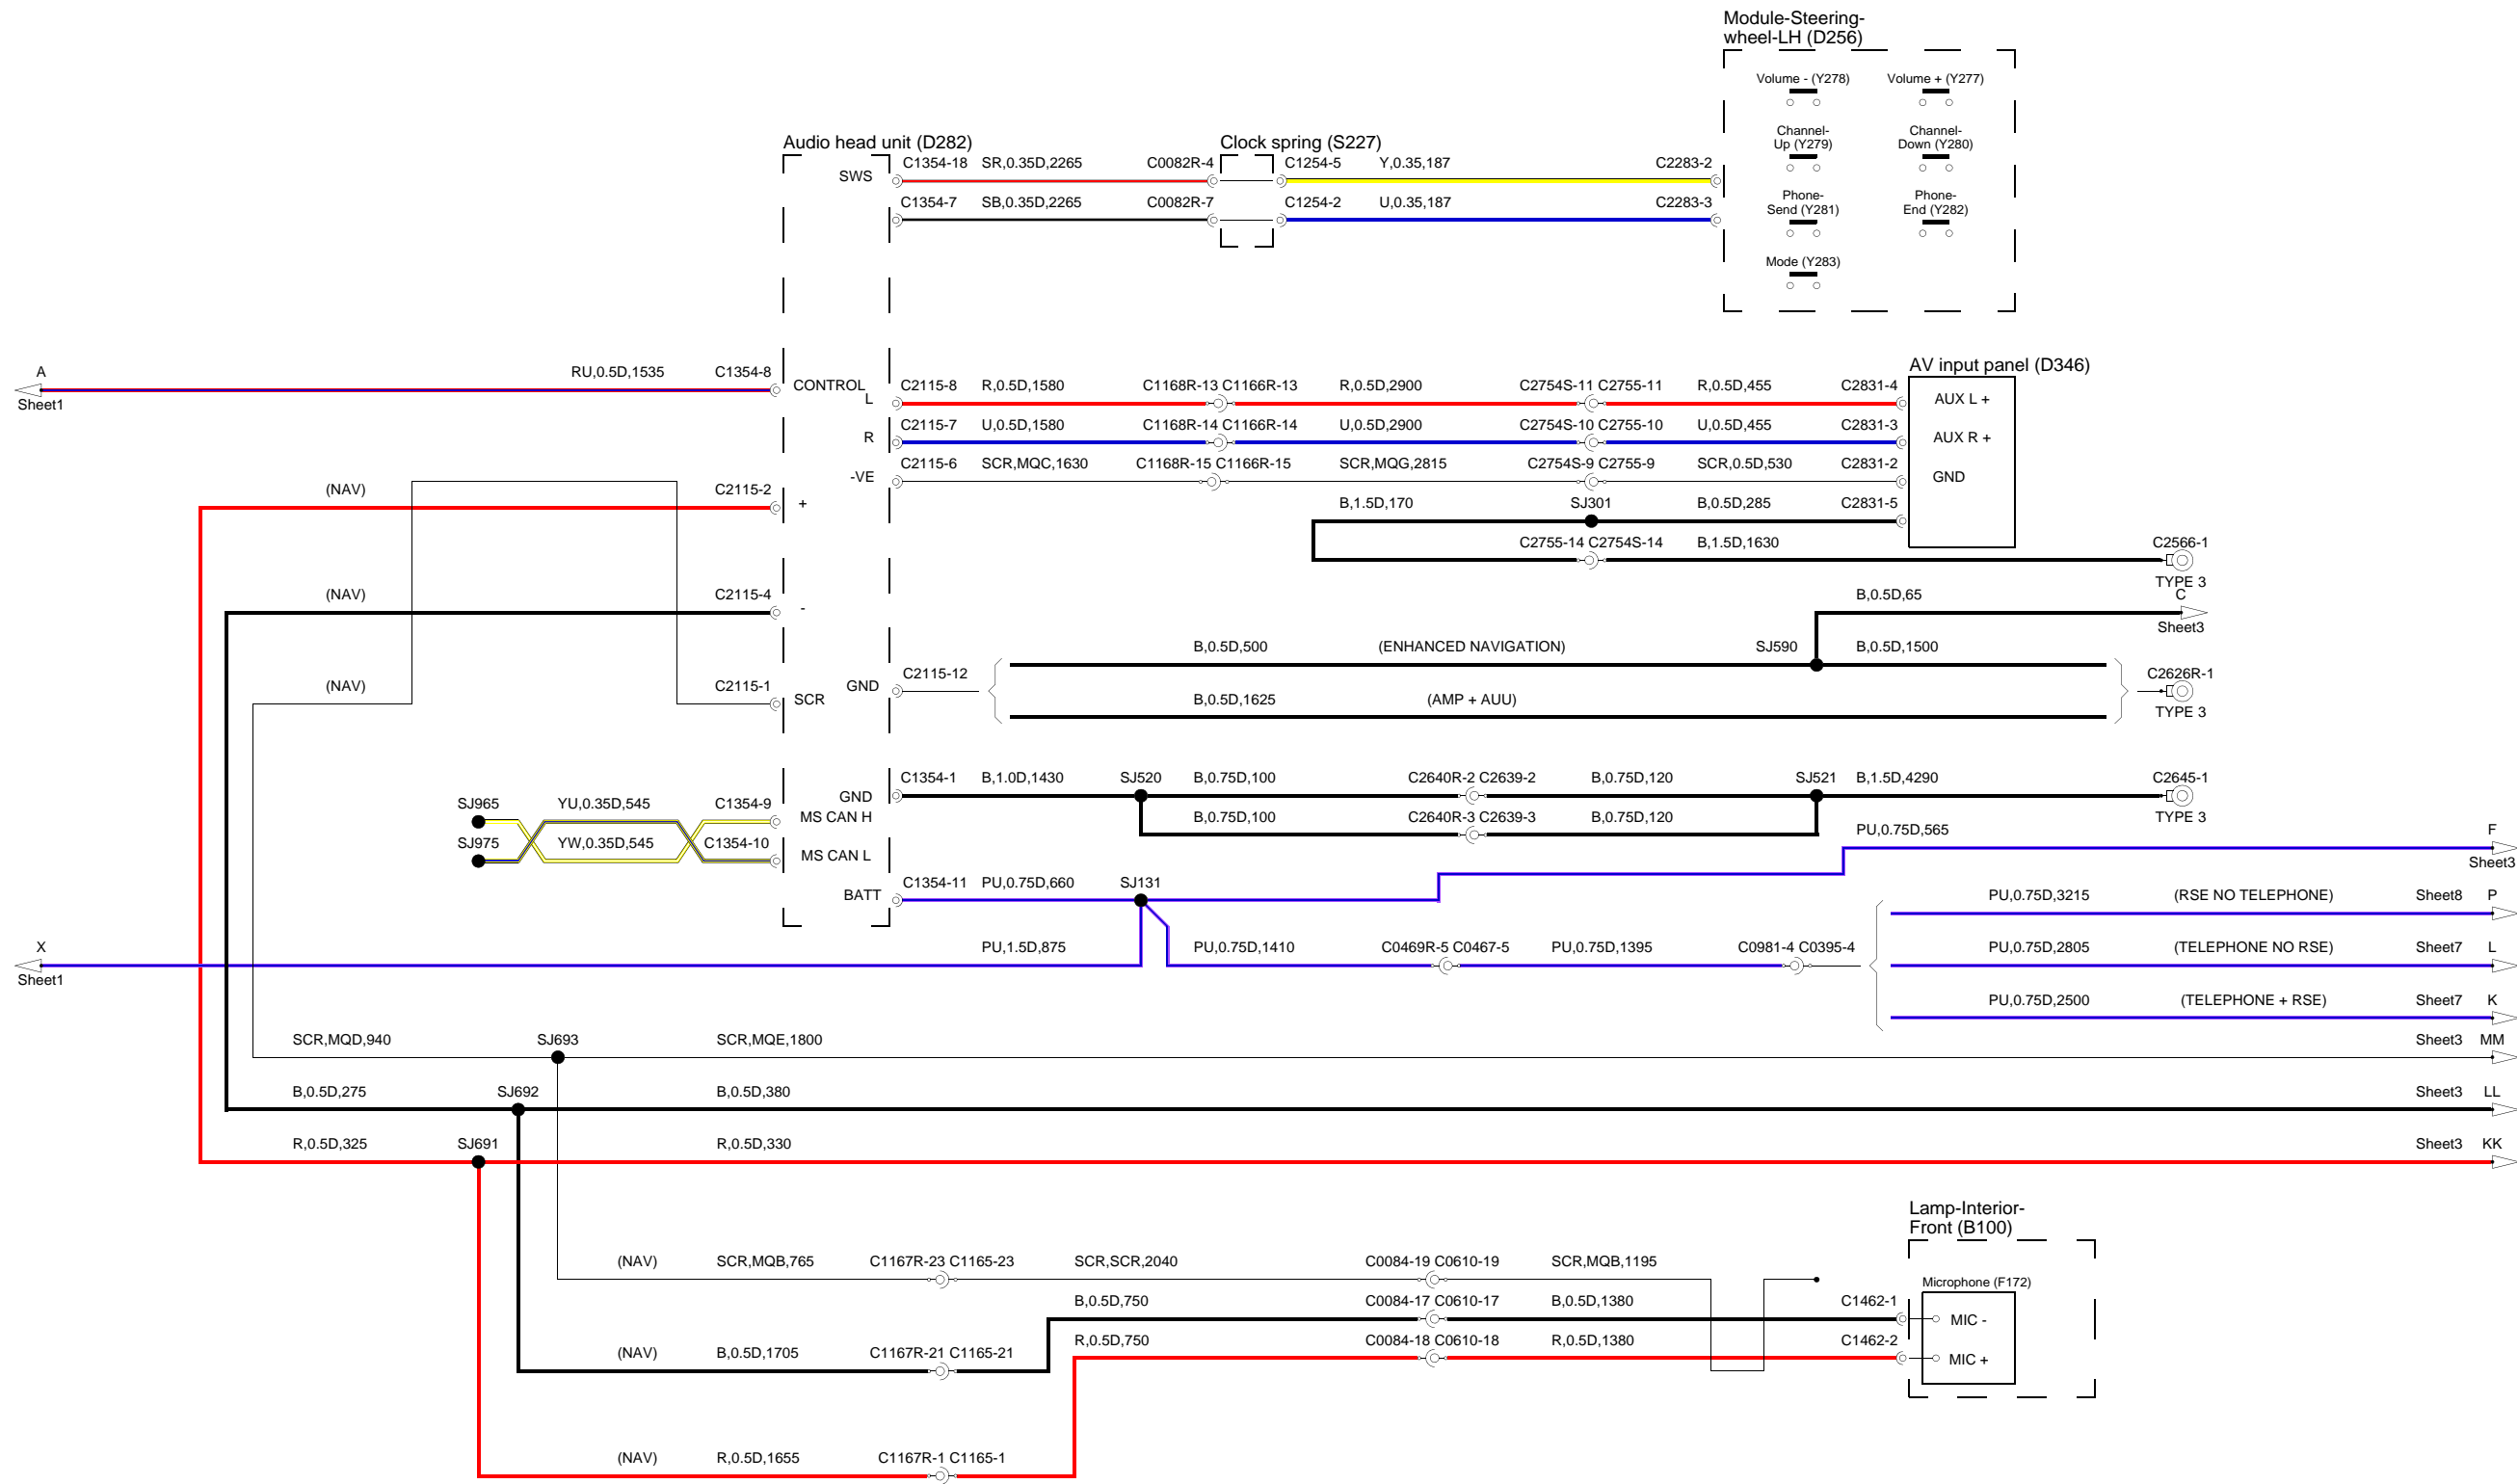 Module-Steering-
wheel-LH (D256)
Volume - (Y278) Volume + (Y277)
Channel-
Up (Y279)
Channel-
Down (Y280)
Phone-
Send (Y281)
Phone-
End (Y282)
Mode (Y283)
Audio head unit (D282)
Clock spring (S227)
SWS
C1354-18 SR,0.35D,2265 C0082R-4 C1254-5 Y,0.35,187 C2283-2
C1354-7 SB,0.35D,2265 C0082R-7 C1254-2 U,0.35,187 C2283-3
A
Sheet1
RU,0.5D,1535 C1354-8
CONTROL
AV input panel (D346)
L
C2115-8 R,0.5D,1580 C1168R-13 C1166R-13 R,0.5D,2900 C2754S-11 C2755-11 R,0.5D,455 C2831-4
AUX L +
R
C2115-7 U,0.5D,1580 C1168R-14 C1166R-14 U,0.5D,2900 C2754S-10 C2755-10 U,0.5D,455 C2831-3
AUX R +
-VE
C2115-6 SCR,MQC,1630 C1168R-15 C1166R-15 SCR,MQG,2815 C2754S-9 C2755-9 SCR,0.5D,530 C2831-2
GND
(NAV) C2115-2
+
B,1.5D,170 SJ301 B,0.5D,285 C2831-5
C2755-14 C2754S-14 B,1.5D,1630 C2566-1
TYPE 3
(NAV) C2115-4
-
B,0.5D,65
C
Sheet3
(NAV) C2115-1
SCR
GND
C2115-12
B,0.5D,500 (ENHANCED NAVIGATION) SJ590 B,0.5D,1500
B,0.5D,1625 (AMP + AUU)
C2626R-1
TYPE 3
GND
C1354-1 B,1.0D,1430 SJ520 B,0.75D,100 C2640R-2 C2639-2 B,0.75D,120 SJ521 B,1.5D,4290 C2645-1
TYPE 3
B,0.75D,100 C2640R-3 C2639-3 B,0.75D,120
SJ965 YU,0.35D,545 C1354-9
MS CAN H
SJ975 YW,0.35D,545 C1354-10
MS CAN L
PU,0.75D,565 F
Sheet3
BATT
C1354-11 PU,0.75D,660 SJ131
PU,0.75D,3215 (RSE NO TELEPHONE) Sheet8 P
X
Sheet1
PU,1.5D,875 PU,0.75D,1410 C0469R-5 C0467-5 PU,0.75D,1395 C0981-4 C0395-4
PU,0.75D,2805 (TELEPHONE NO RSE) Sheet7 L
PU,0.75D,2500 (TELEPHONE + RSE) Sheet7 K
SCR,MQD,940 SJ693 SCR,MQE,1800 Sheet3 MM
B,0.5D,275 SJ692 B,0.5D,380 Sheet3 LL
R,0.5D,325 SJ691 R,0.5D,330 Sheet3 KK
Lamp-Interior-
Front (B100)
(NAV) SCR,MQB,765 C1167R-23 C1165-23 SCR,SCR,2040 C0084-19 C0610-19 SCR,MQB,1195
Microphone (F172)
B,0.5D,750 C0084-17 C0610-17 B,0.5D,1380 C1462-1
MIC -
R,0.5D,750 C0084-18 C0610-18 R,0.5D,1380 C1462-2
MIC +
(NAV) B,0.5D,1705 C1167R-21 C1165-21
(NAV) R,0.5D,1655 C1167R-1 C1165-1